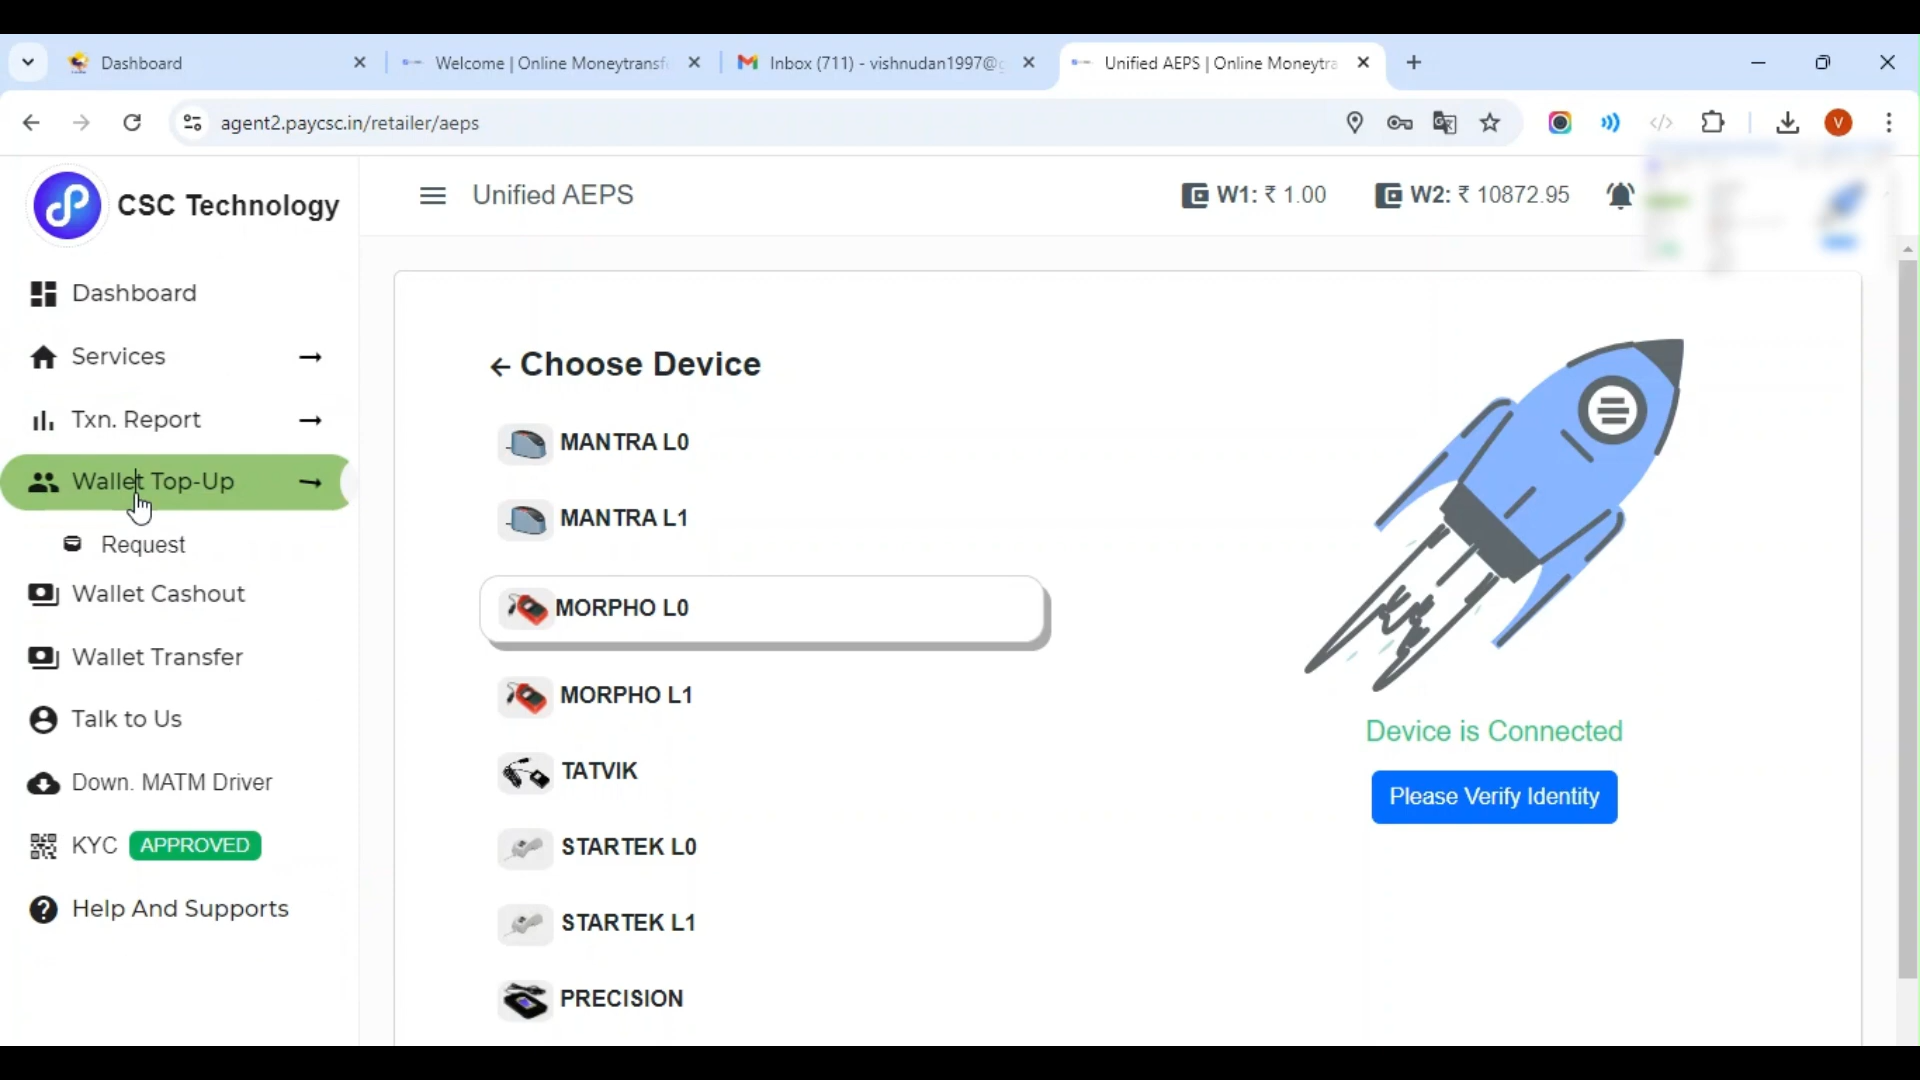 Dashboard
Welcome | Online Moneytransf
Inbox (711) - vishnudan1997@g
Unified AEPS | Online Moneytra
agent2.paycsc.in/retailer/aeps
V
CSC Technology
Unified AEPS
W1: ₹ 1.00
W2: ₹ 10872.95
Dashboard
Services
Txn. Report
Wallet Top-Up
Request
Wallet Cashout
Wallet Transfer
Talk to Us
Down. MATM Driver
KYC APPROVED
Help And Supports
Choose Device
MANTRA L0
MANTRA L1
MORPHO L0
MORPHO L1
TATVIK
STARTEK L0
STARTEK L1
PRECISION
Device is Connected
Please Verify Identity